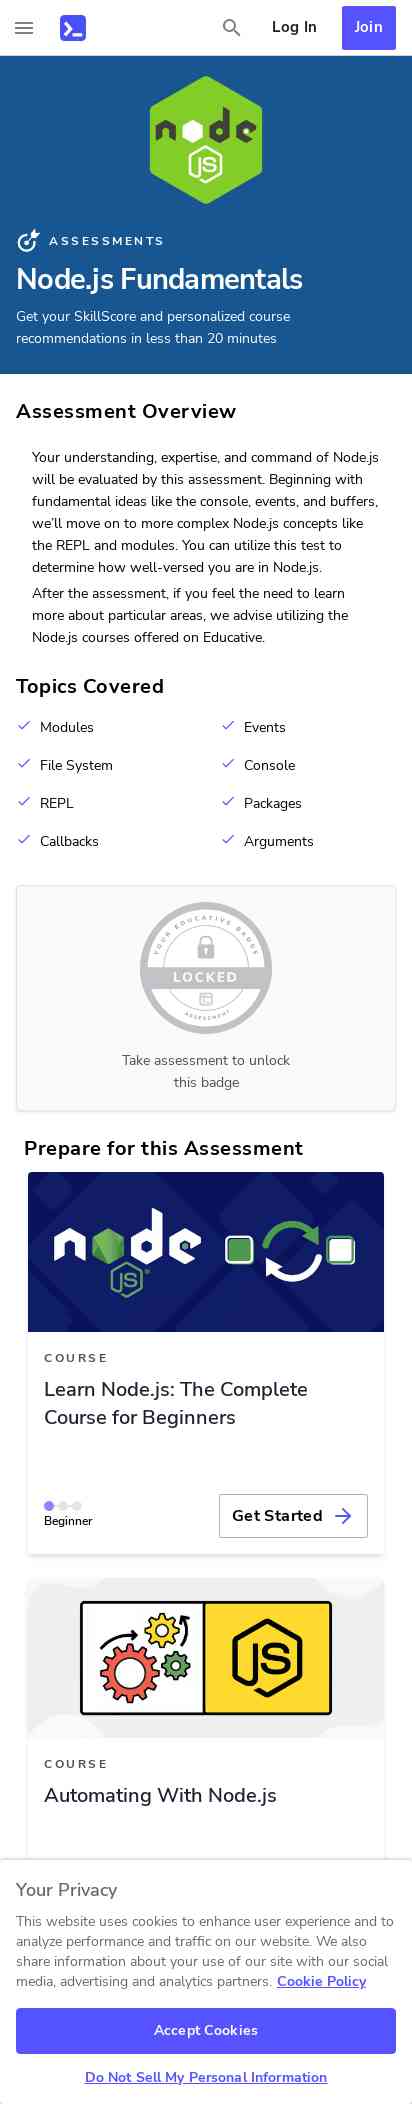 Log In
Join
node
JS
ASSESSMENTS
Node.js Fundamentals
Get your SkillScore and personalized course
recommendations in less than 20 minutes
Assessment Overview
Your understanding, expertise, and command of Node.js
will be evaluated by this assessment. Beginning with
fundamental ideas like the console, events, and buffers,
we’ll move on to more complex Node.js concepts like
the REPL and modules. You can utilize this test to
determine how well-versed you are in Node.js.
After the assessment, if you feel the need to learn
more about particular areas, we advise utilizing the
Node.js courses offered on Educative.
Topics Covered
Modules
Events
File System
Console
REPL
Packages
Callbacks
Arguments
YOUR EDUCATIVE BADGE
LOCKED
ASSESSMENT
Take assessment to unlock
this badge
Prepare for this Assessment
node
JS
COURSE
Learn Node.js: The Complete
Course for Beginners
Beginner
Get Started
JS
COURSE
Automating With Node.js
Your Privacy
This website uses cookies to enhance user experience and to
analyze performance and traffic on our website. We also
share information about your use of our site with our social
media, advertising and analytics partners. Cookie Policy
Accept Cookies
Do Not Sell My Personal Information